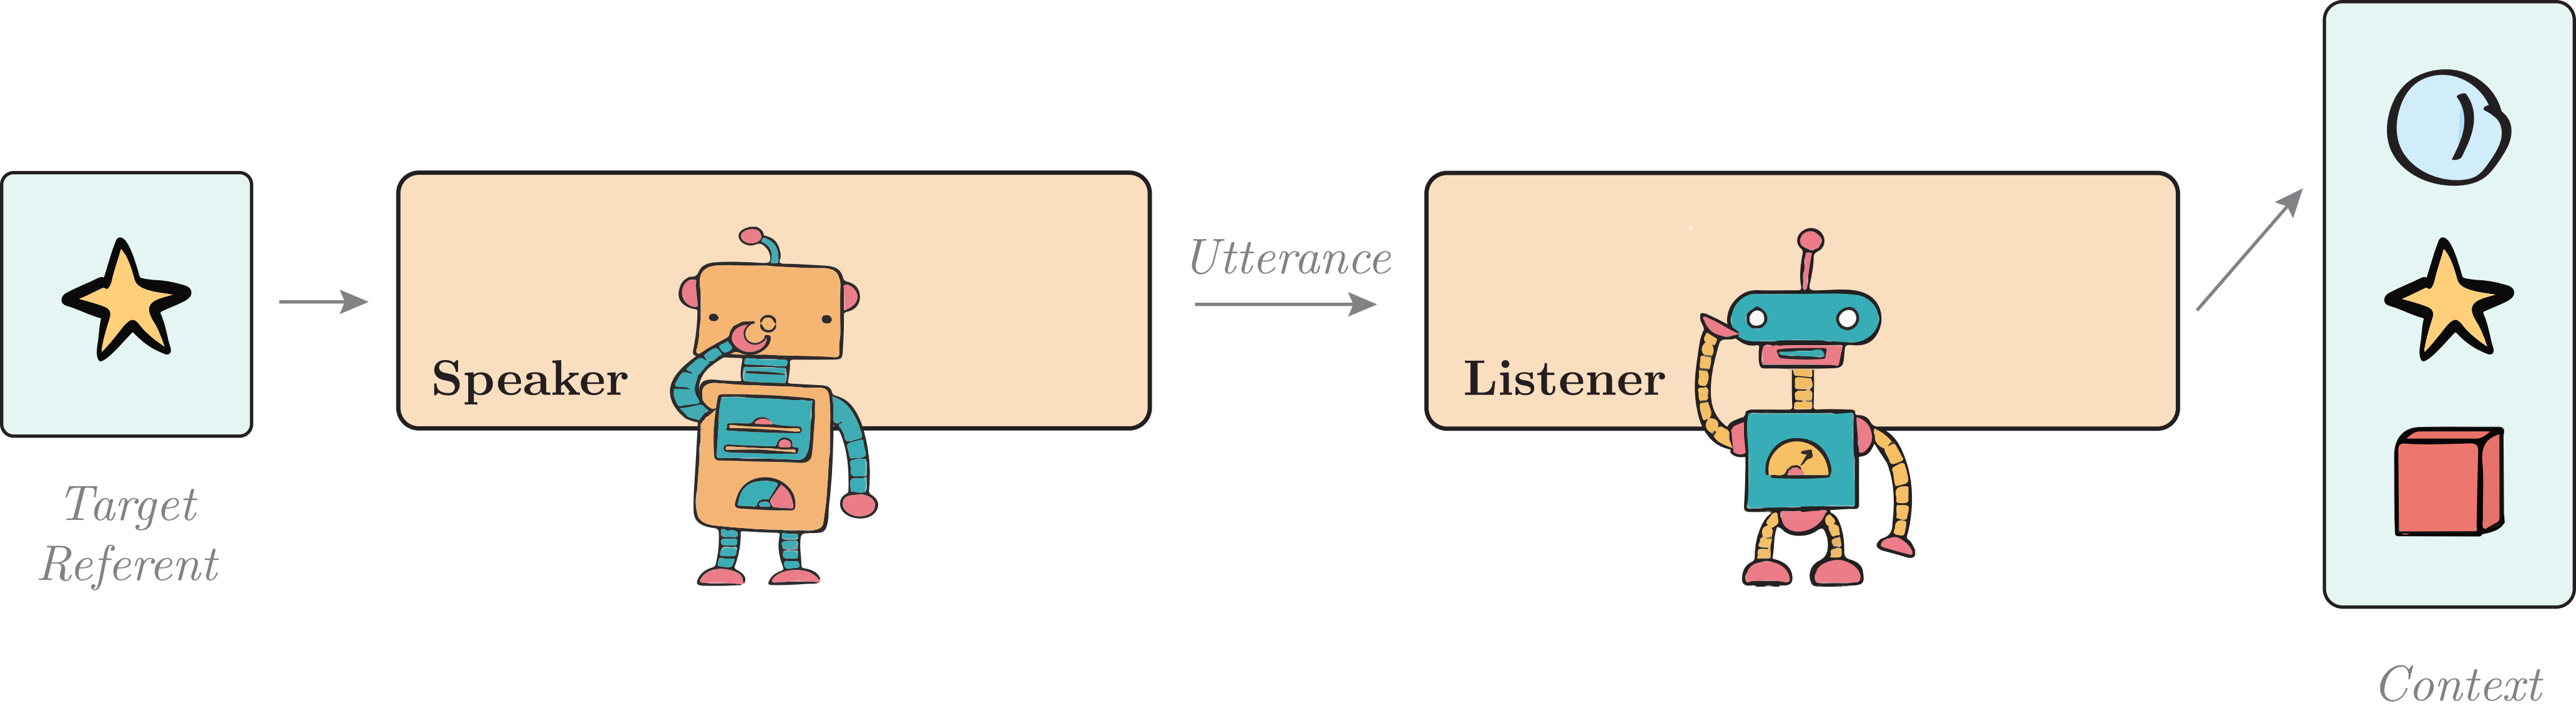 Target
Referent
Speaker
Utterance
Listener
Context